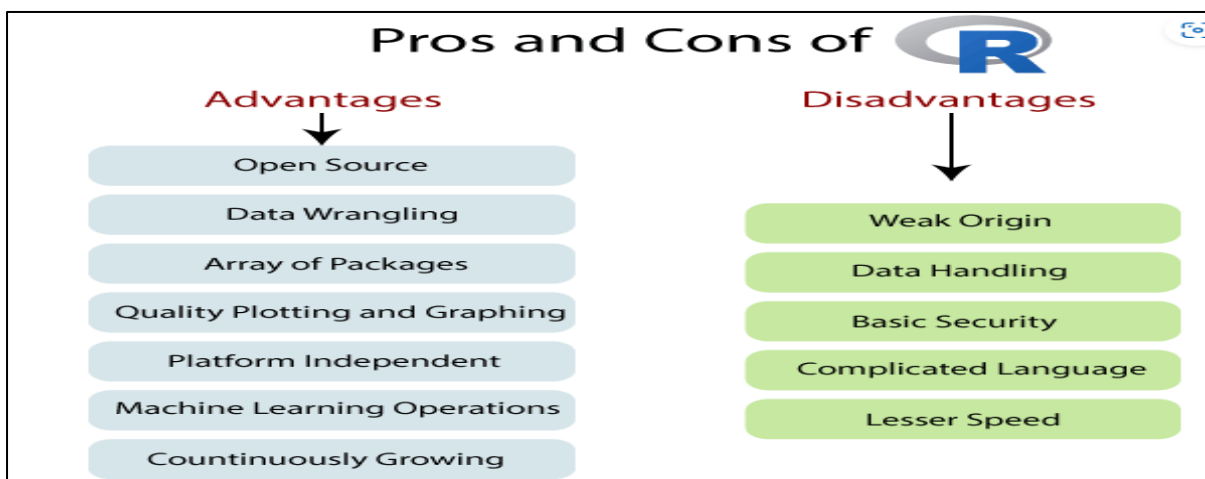 Pros and Cons of R
Advantages
Open Source
Data Wrangling
Array of Packages
Quality Plotting and Graphing
Platform Independent
Machine Learning Operations
Countinuously Growing
Disadvantages
Weak Origin
Data Handling
Basic Security
Complicated Language
Lesser Speed